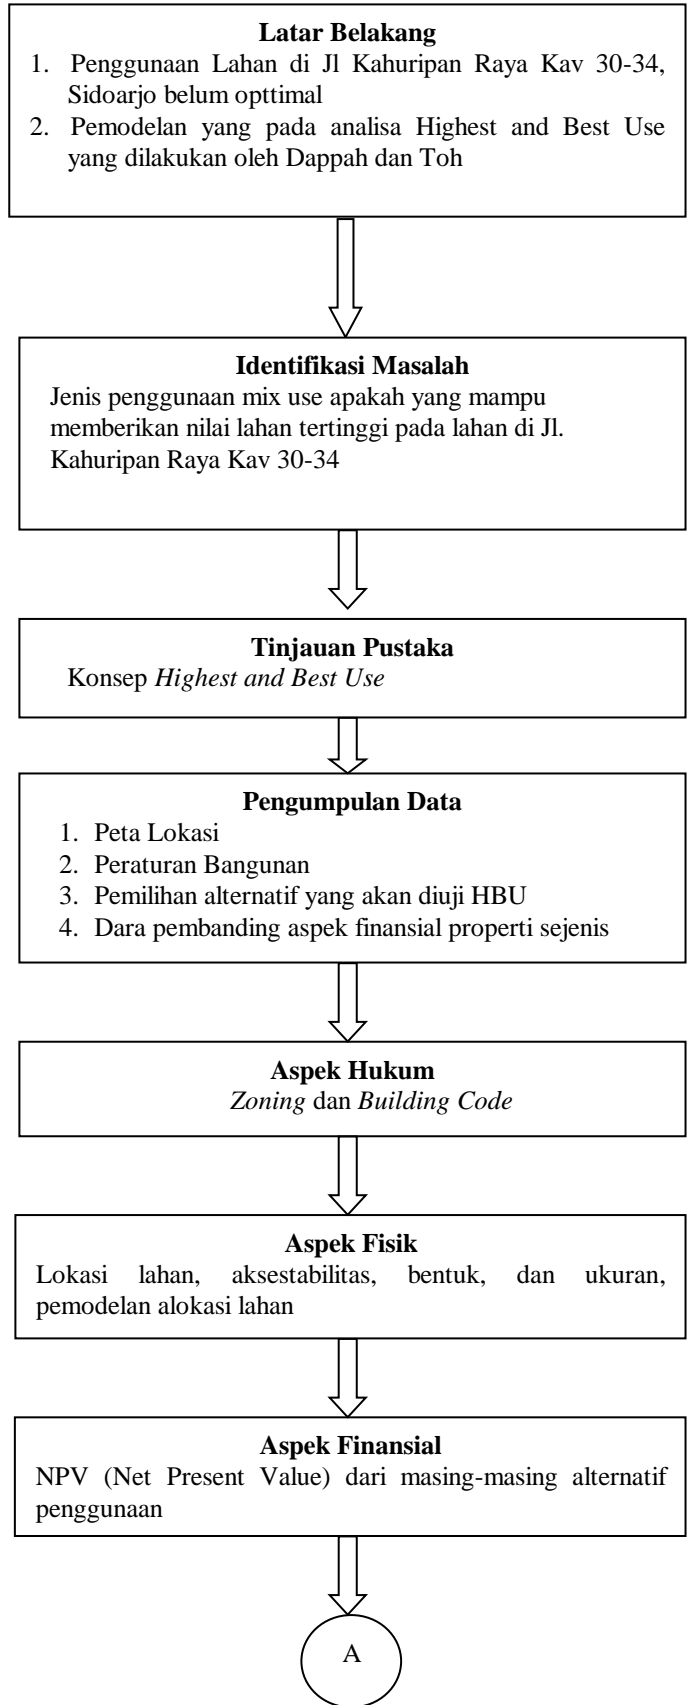 Latar Belakang
1. Penggunaan Lahan di Jl Kahuripan Raya Kav 30-34,
Sidoarjo belum opttimal
2. Pemodelan yang pada analisa Highest and Best Use
yang dilakukan oleh Dappah dan Toh
Identifikasi Masalah
Jenis penggunaan mix use apakah yang mampu
memberikan nilai lahan tertinggi pada lahan di Jl.
Kahuripan Raya Kav 30-34
Tinjauan Pustaka
Konsep Highest and Best Use
Pengumpulan Data
1. Peta Lokasi
2. Peraturan Bangunan
3. Pemilihan alternatif yang akan diuji HBU
4. Dara pembanding aspek finansial properti sejenis
Aspek Hukum
Zoning dan Building Code
Aspek Fisik
Lokasi lahan, aksestabilitas, bentuk, dan ukuran,
pemodelan alokasi lahan
Aspek Finansial
NPV (Net Present Value) dari masing-masing alternatif
penggunaan
A